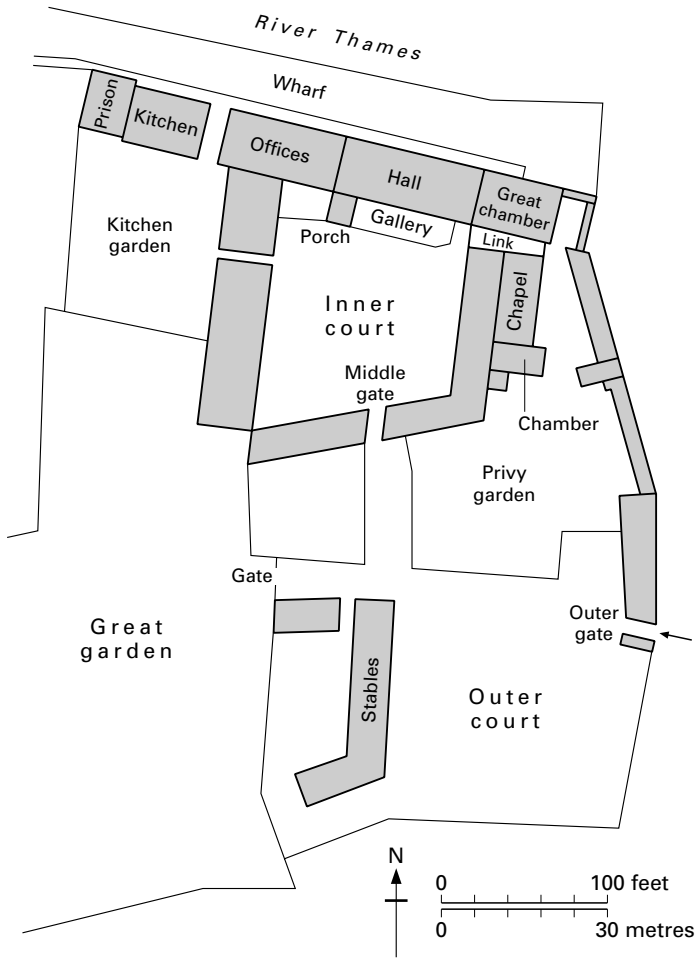 River Thames
Wharf
Prison
Kitchen
Offices
Hall
Great
chamber
Kitchen
garden
Porch
Gallery
Link
Inner
court
Chapel
Middle
gate
Chamber
Privy
garden
Gate
Great
garden
Outer
gate
Stables
Outer
court
N
0 100 feet
0 30 metres